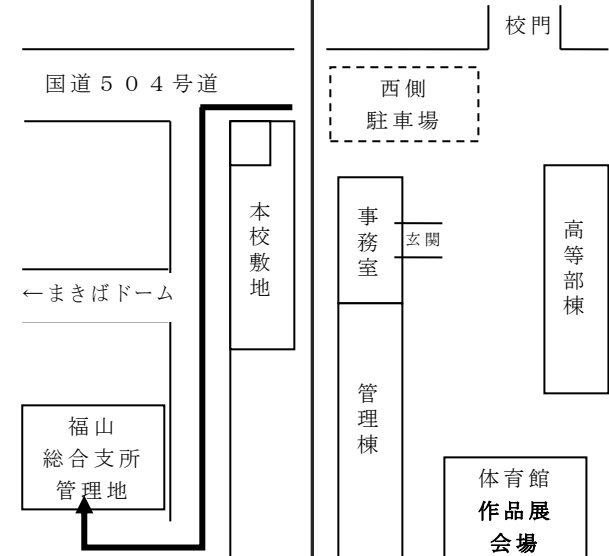 国道５０４号道
本校敷地
←まきばドーム
福山
総合支所
管理地
校門
西側
駐車場
事務室
玄関
高等部棟
管理棟
体育館
作品展
会場